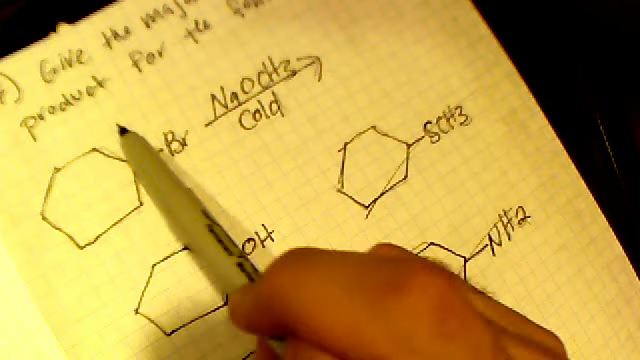 Give the major
product for the
NaOCH3
Cold
Br
SCH3
OH
NH2